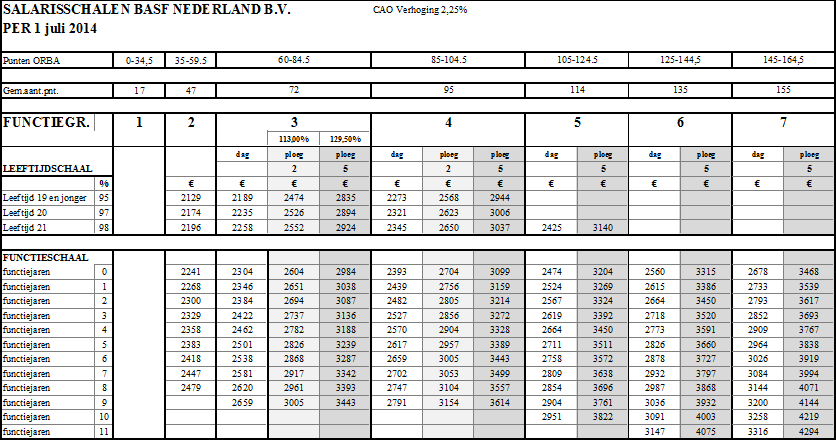 SALARISSCHALEN BASF NEDERLAND B.V. CAO Verhoging 2,25%
PER 1 juli 2014
Punten ORBA 0-34,5 35-59.5 60-84.5 85-104.5 105-124.5 125-144,5 145-164,5
Gem.aant.pnt. 17 47 72 95 114 135 155
FUNCTIEGR. 1 2 3 4 5 6 7
113,00% 129,50%
dag ploeg ploeg dag ploeg ploeg dag ploeg dag ploeg dag ploeg
LEEFTIJDSCHAAL 2 5 2 5 5 5 5
% € € € € € € € € € € € € €
Leeftijd 19 en jonger 95 2129 2189 2474 2835 2273 2568 2944
Leeftijd 20 97 2174 2235 2526 2894 2321 2623 3006
Leeftijd 21 98 2196 2258 2552 2924 2345 2650 3037 2425 3140
FUNCTIESCHAAL
functiejaren 0 2241 2304 2604 2984 2393 2704 3099 2474 3204 2560 3315 2678 3468
functiejaren 1 2268 2346 2651 3038 2439 2756 3159 2524 3269 2615 3386 2733 3539
functiejaren 2 2300 2384 2694 3087 2482 2805 3214 2567 3324 2664 3450 2793 3617
functiejaren 3 2329 2422 2737 3136 2527 2856 3272 2619 3392 2718 3520 2852 3693
functiejaren 4 2358 2462 2782 3188 2570 2904 3328 2664 3450 2773 3591 2909 3767
functiejaren 5 2383 2501 2826 3239 2617 2957 3389 2711 3511 2826 3660 2964 3838
functiejaren 6 2418 2538 2868 3287 2659 3005 3443 2758 3572 2878 3727 3026 3919
functiejaren 7 2447 2581 2917 3342 2702 3053 3499 2809 3638 2932 3797 3084 3994
functiejaren 8 2479 2620 2961 3393 2747 3104 3557 2854 3696 2987 3868 3144 4071
functiejaren 9 2659 3005 3443 2791 3154 3614 2904 3761 3036 3932 3200 4144
functiejaren 10 2951 3822 3091 4003 3258 4219
functiejaren 11 3147 4075 3316 4294